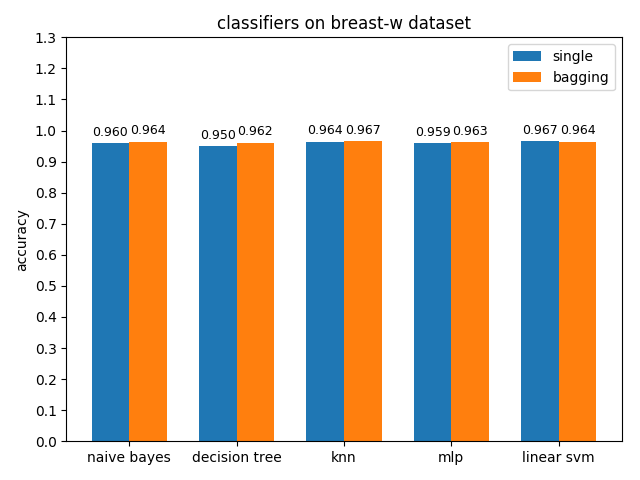 classifiers on breast-w dataset
1.3
1.2
1.1
1.0
0.9
0.8
0.7
0.6
0.5
0.4
0.3
0.2
0.1
0.0
accuracy
single
bagging
0.960 0.964 0.950 0.962 0.964 0.967 0.959 0.963 0.967 0.964
naive bayes decision tree knn mlp linear svm